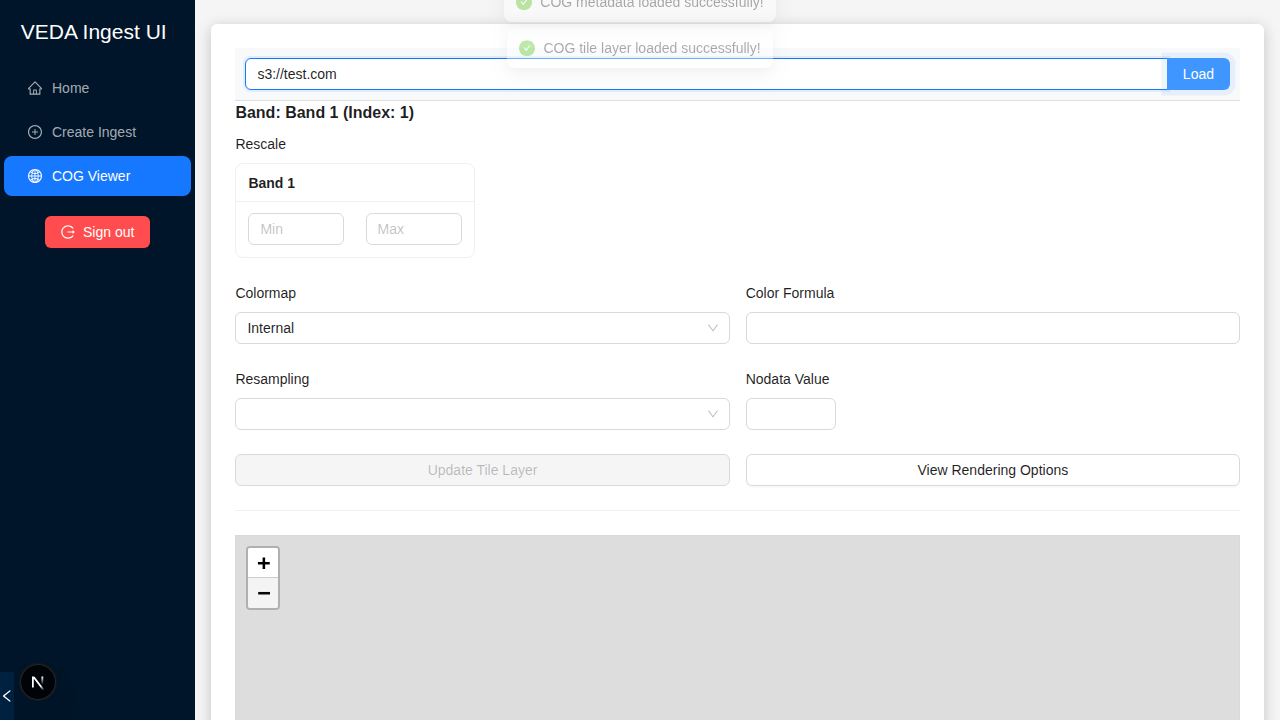 VEDA Ingest UI
Home
Create Ingest
COG Viewer
Sign out
COG metadata loaded successfully!
COG tile layer loaded successfully!
s3://test.com
Load
Band: Band 1 (Index: 1)
Rescale
Band 1
Min
Max
Colormap
Color Formula
Internal
Resampling
Nodata Value
Update Tile Layer
View Rendering Options
+
−
N